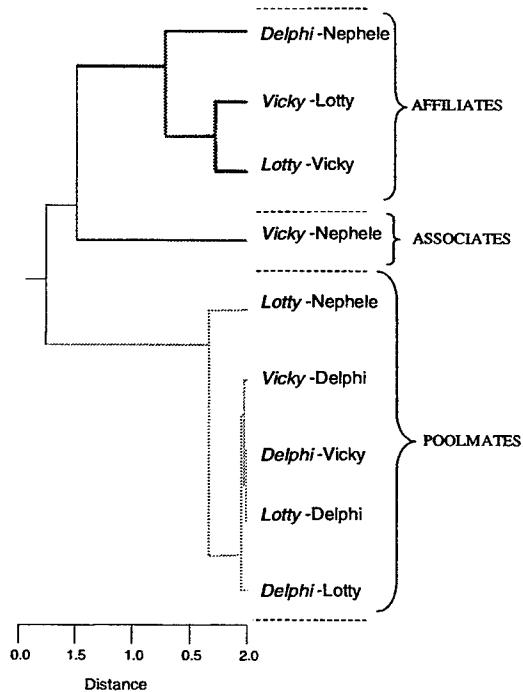 Delphi-Nephele
Vicky-Lotty
AFFILIATES
Lotty-Vicky
Vicky-Nephele
ASSOCIATES
Lotty-Nephele
Vicky-Delphi
POOLMATES
Delphi-Vicky
Lotty-Delphi
Delphi-Lotty
0.0 1.5 1.0 0.5 2.0
Distance